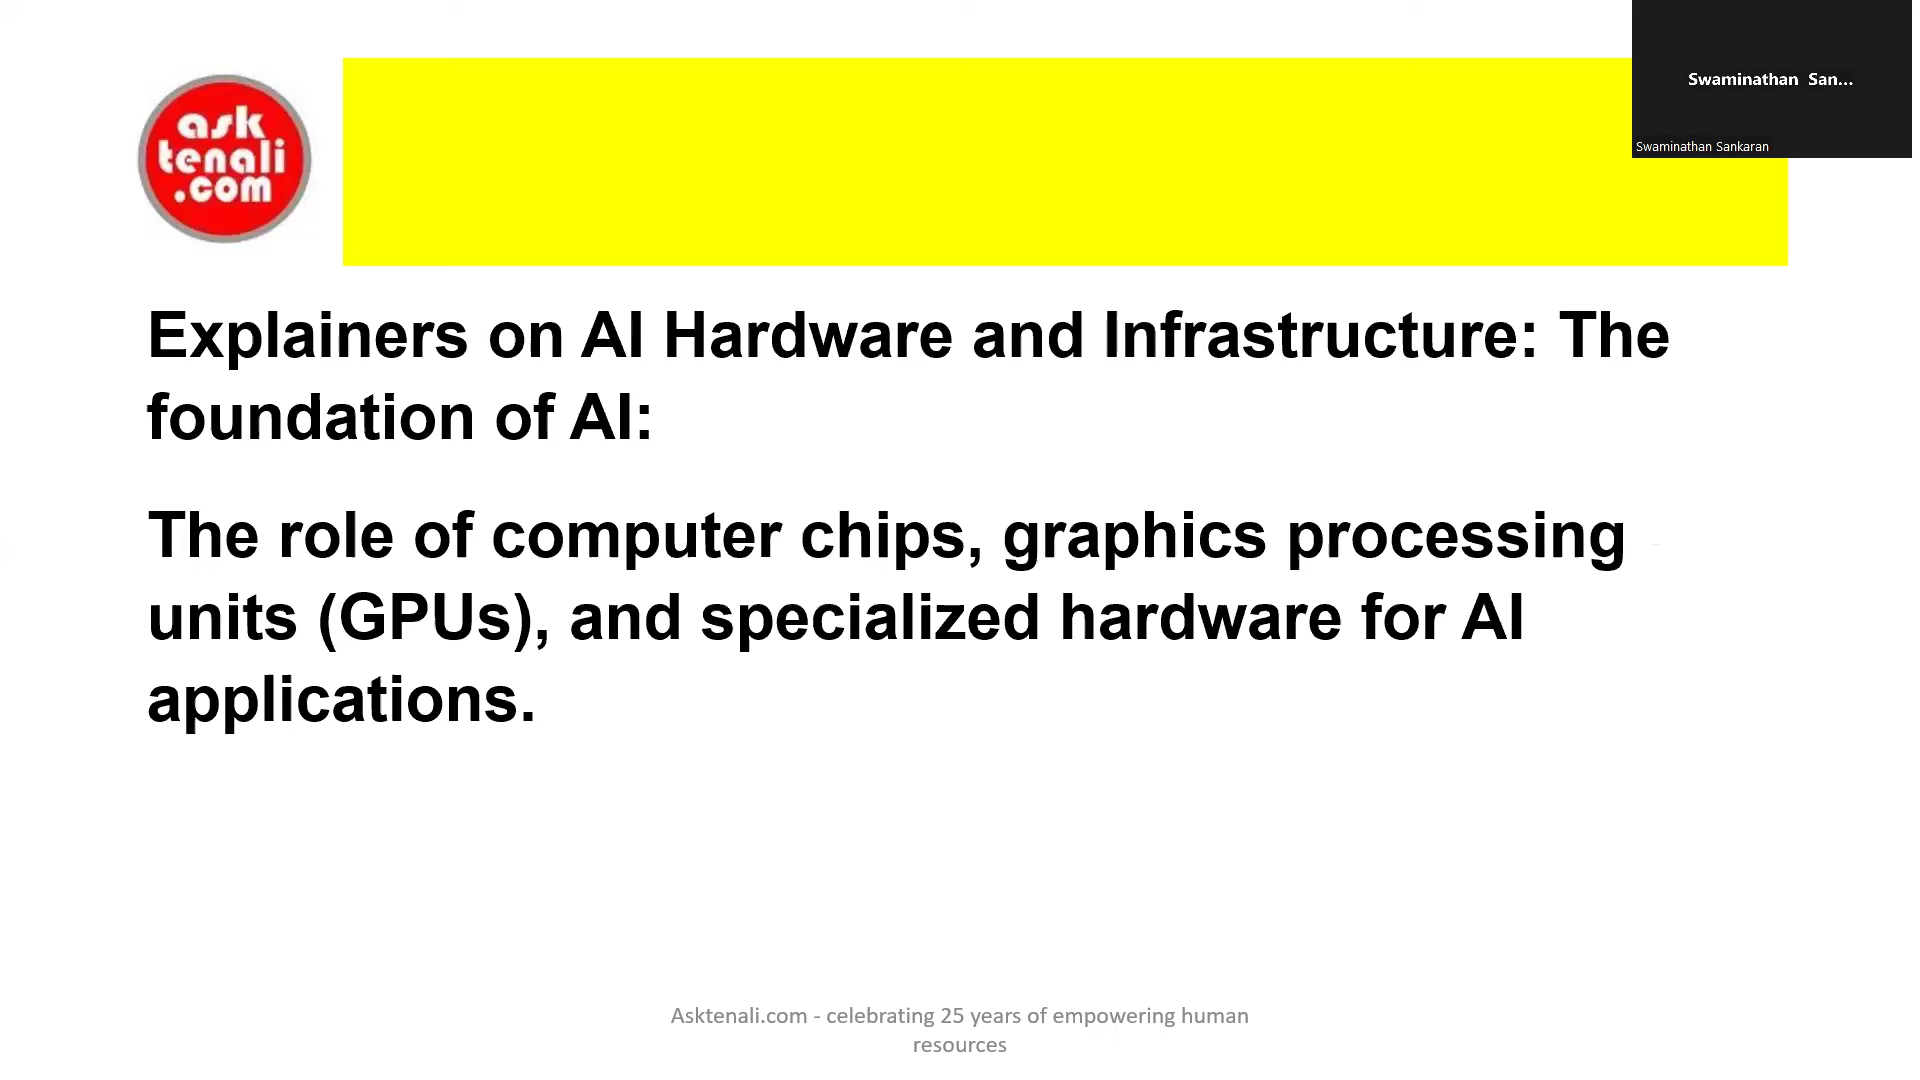 ask
tenali
.com
Swaminathan San...
Swaminathan Sankaran
Explainers on AI Hardware and Infrastructure: The
foundation of AI:
The role of computer chips, graphics processing
units (GPUs), and specialized hardware for AI
applications.
Asktenali.com - celebrating 25 years of empowering human
resources